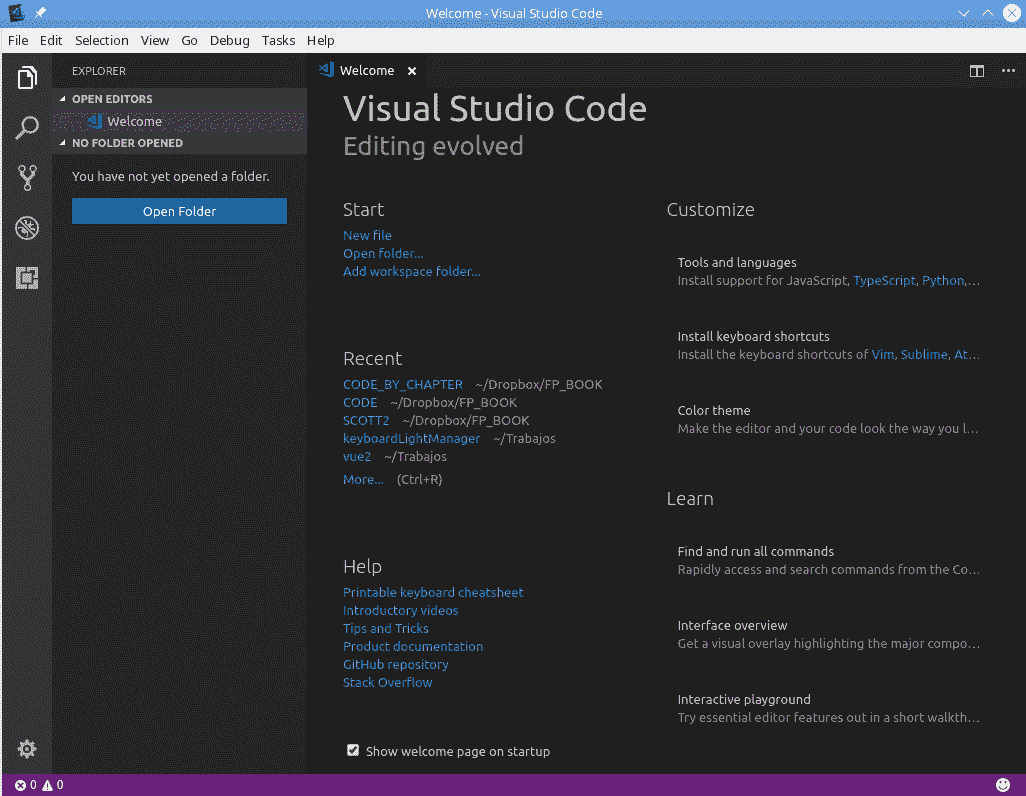 Welcome - Visual Studio Code
File Edit Selection View Go Debug Tasks Help
EXPLORER
OPEN EDITORS
Welcome
NO FOLDER OPENED
You have not yet opened a folder.
Open Folder
Welcome
Visual Studio Code
Editing evolved
Start
New file
Open folder...
Add workspace folder...
Recent
CODE_BY_CHAPTER ~/Dropbox/FP_BOOK
CODE ~/Dropbox/FP_BOOK
SCOTT2 ~/Dropbox/FP_BOOK
keyboardLightManager ~/Trabajos
vue2 ~/Trabajos
More... (Ctrl+R)
Help
Printable keyboard cheatsheet
Introductory videos
Tips and Tricks
Product documentation
GitHub repository
Stack Overflow
Show welcome page on startup
Customize
Tools and languages
Install support for JavaScript, TypeScript, Python,...
Install keyboard shortcuts
Install the keyboard shortcuts of Vim, Sublime, At...
Color theme
Make the editor and your code look the way you l...
Learn
Find and run all commands
Rapidly access and search commands from the Co...
Interface overview
Get a visual overlay highlighting the major compo...
Interactive playground
Try essential editor features out in a short walkth...
0 0